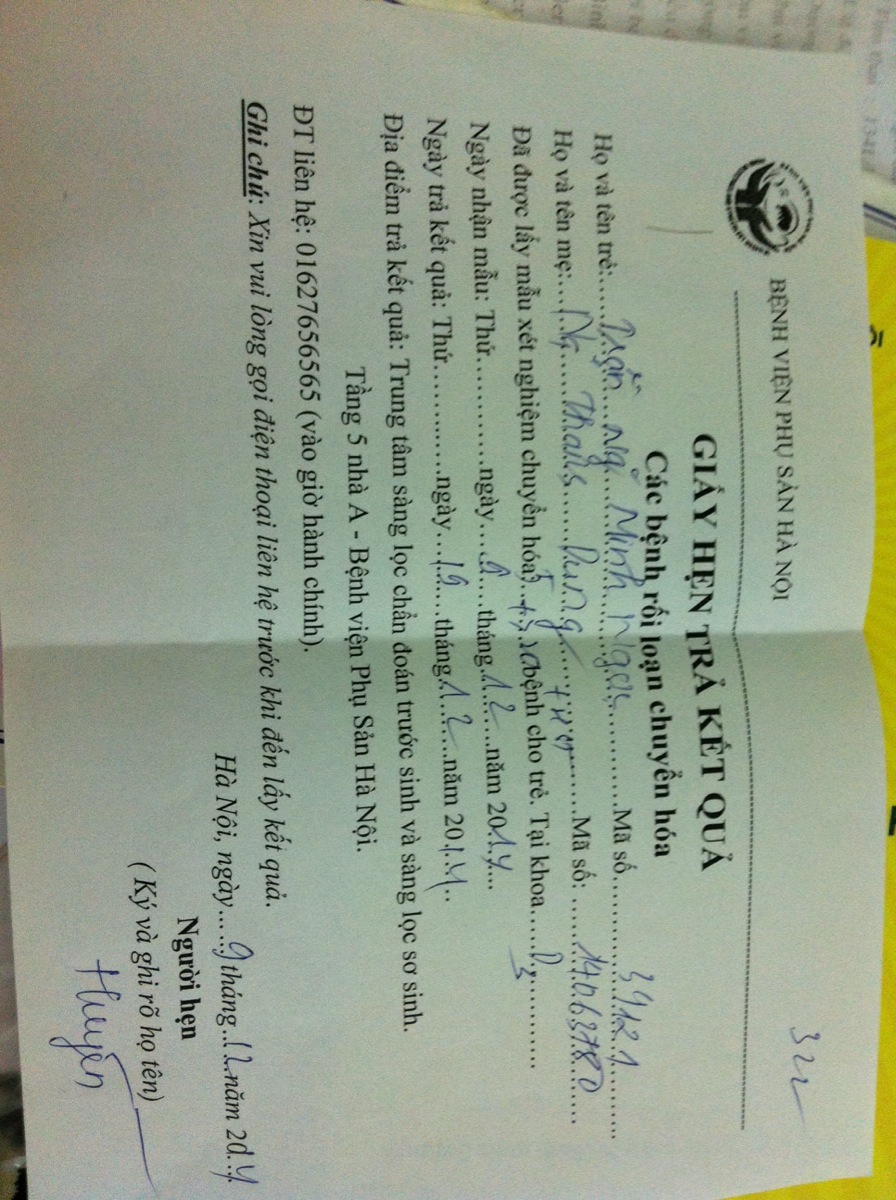 322
BỆNH VIỆN PHỤ SẢN HÀ NỘI
GIẤY HẸN TRẢ KẾT QUẢ
Các bệnh rối loạn chuyển hóa
Họ và tên trẻ:.....Trần Ng. Minh Ngọc............Mã số........39121........
Họ và tên mẹ:....Ng. Thanh Dung..........Mã số: ....14063780........
Đã được lấy mẫu xét nghiệm chuyển hóa 5 bệnh cho trẻ. Tại khoa......D3............
Ngày nhận mẫu: Thứ............ngày....9....tháng.12......năm 2014...
Ngày trả kết quả: Thứ............ngày....19....tháng.12......năm 2014..
Địa điểm trả kết quả: Trung tâm sàng lọc chẩn đoán trước sinh và sàng lọc sơ sinh.
Tầng 5 nhà A - Bệnh viện Phụ Sản Hà Nội.
ĐT liên hệ: 01627656565 (vào giờ hành chính).
Ghi chú: Xin vui lòng gọi điện thoại liên hệ trước khi đến lấy kết quả.
Hà Nội, ngày......9 tháng...12..năm 2014
Người hẹn
( Ký và ghi rõ họ tên)
Huyền